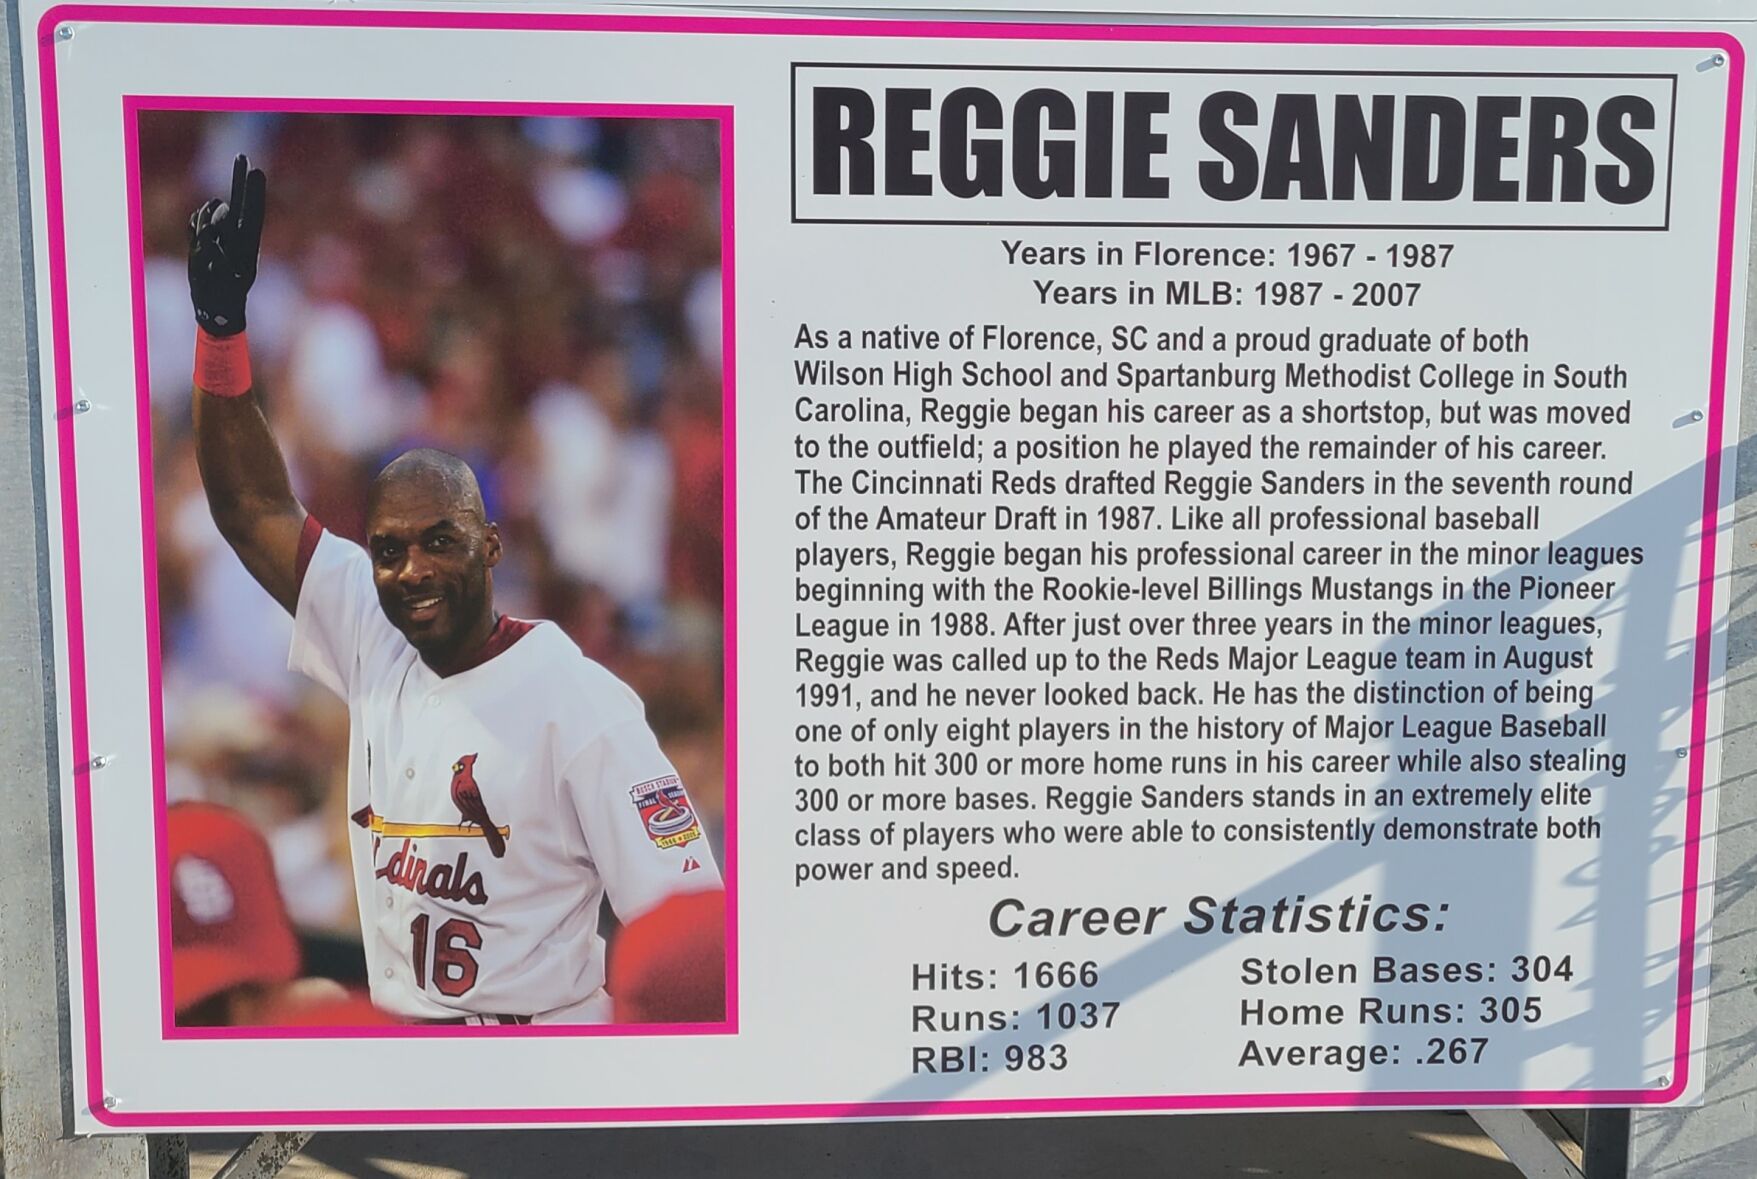 REGGIE SANDERS
Years in Florence: 1967 - 1987
Years in MLB: 1987 - 2007
As a native of Florence, SC and a proud graduate of both
Wilson High School and Spartanburg Methodist College in South
Carolina, Reggie began his career as a shortstop, but was moved
to the outfield; a position he played the remainder of his career.
The Cincinnati Reds drafted Reggie Sanders in the seventh round
of the Amateur Draft in 1987. Like all professional baseball
players, Reggie began his professional career in the minor leagues
beginning with the Rookie-level Billings Mustangs in the Pioneer
League in 1988. After just over three years in the minor leagues,
Reggie was called up to the Reds Major League team in August
1991, and he never looked back. He has the distinction of being
one of only eight players in the history of Major League Baseball
to both hit 300 or more home runs in his career while also stealing
300 or more bases. Reggie Sanders stands in an extremely elite
class of players who were able to consistently demonstrate both
power and speed.
Career Statistics:
Hits: 1666
Runs: 1037
RBI: 983
Stolen Bases: 304
Home Runs: 305
Average: .267
BUSCH STADIUM
FINAL SEASON
1966 2005
dinals
16